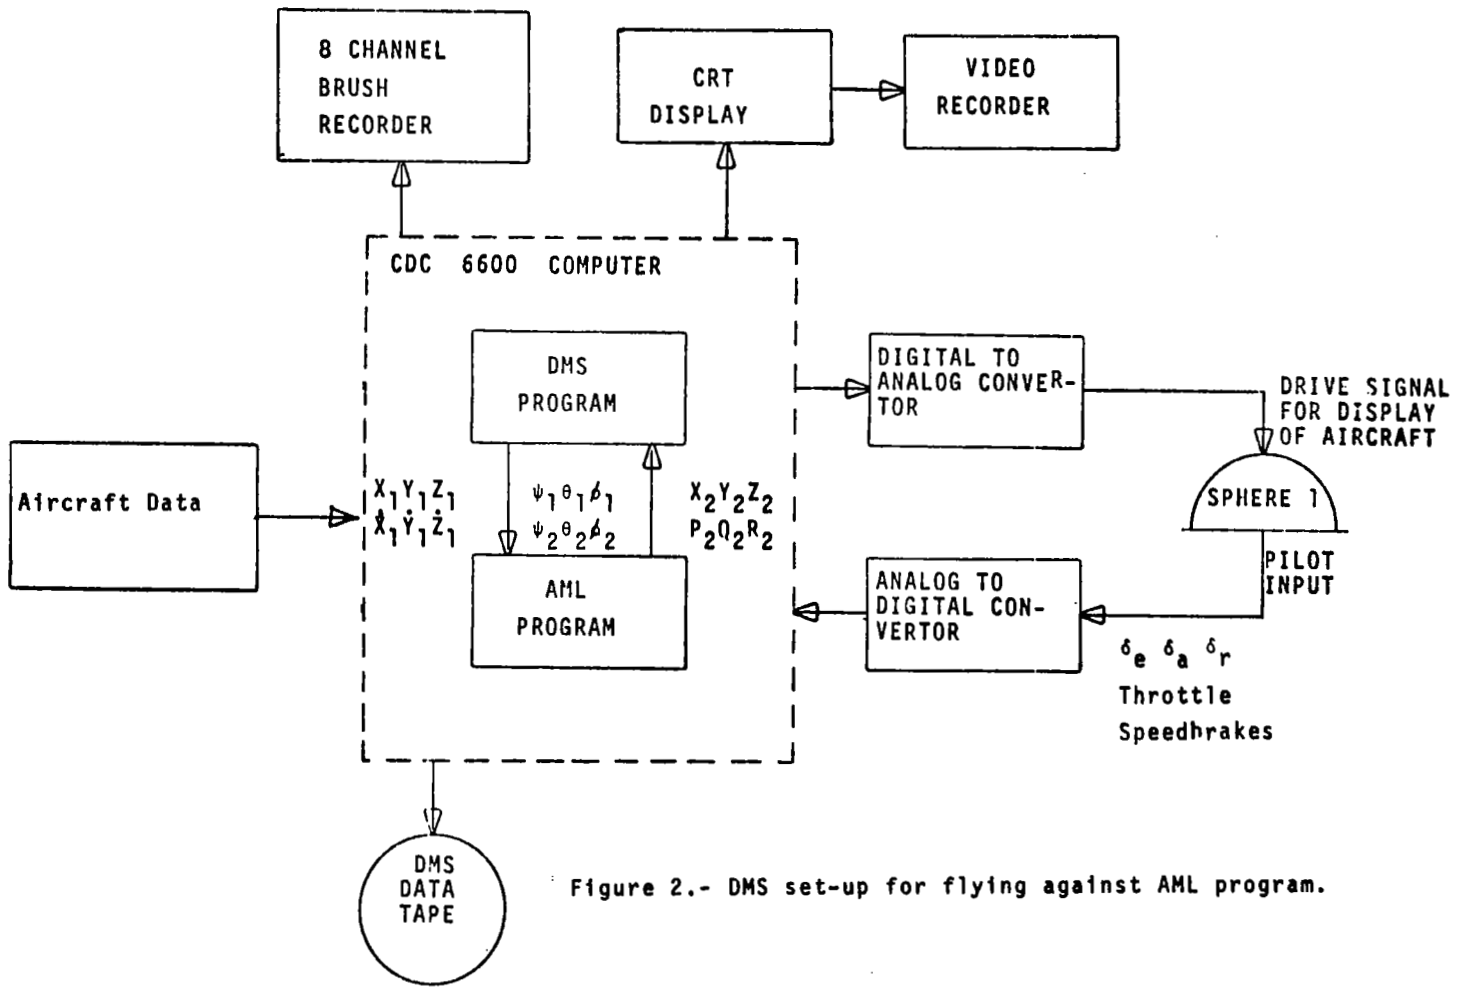 8 CHANNEL
BRUSH
RECORDER
CRT
DISPLAY
VIDEO
RECORDER
CDC 6600 COMPUTER
DMS
PROGRAM
DIGITAL TO
ANALOG CONVER-
TOR
DRIVE SIGNAL
FOR DISPLAY
OF AIRCRAFT
SPHERE 1
Aircraft Data
X₁Y₁Z₁
Ẋ₁Ẏ₁Ż₁
ψ₁θ₁ϕ₁
ψ₂θ₂ϕ₂
X₂Y₂Z₂
P₂Q₂R₂
AML
PROGRAM
ANALOG TO
DIGITAL CON-
VERTOR
PILOT
INPUT
δe δa δr
Throttle
Speedhrakes
DMS
DATA
TAPE
Figure 2.- DMS set-up for flying against AML program.